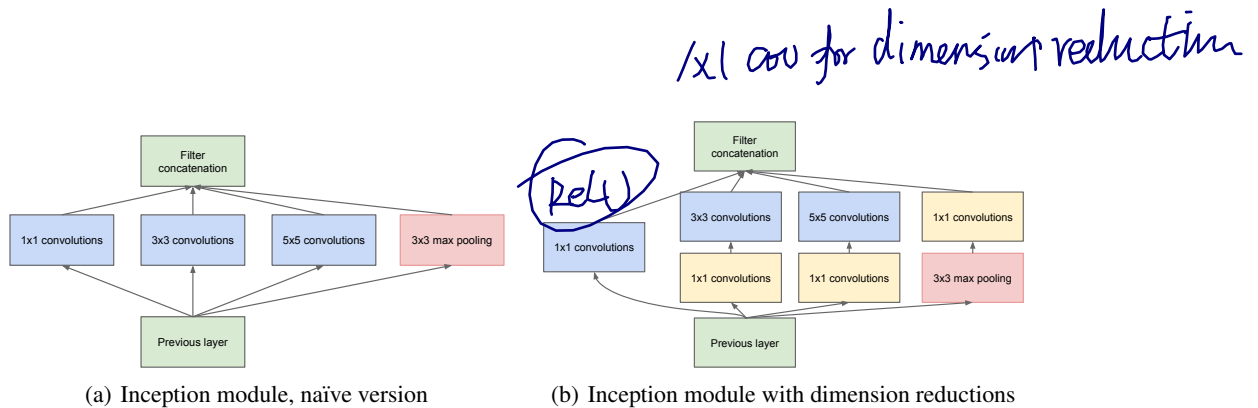 1x1 cov for dimension reduction
Filter
concatenation
1x1 convolutions
3x3 convolutions
5x5 convolutions
3x3 max pooling
Previous layer
(a) Inception module, naïve version
Filter
concatenation
Relu
3x3 convolutions
5x5 convolutions
1x1 convolutions
1x1 convolutions
1x1 convolutions
1x1 convolutions
3x3 max pooling
Previous layer
(b) Inception module with dimension reductions